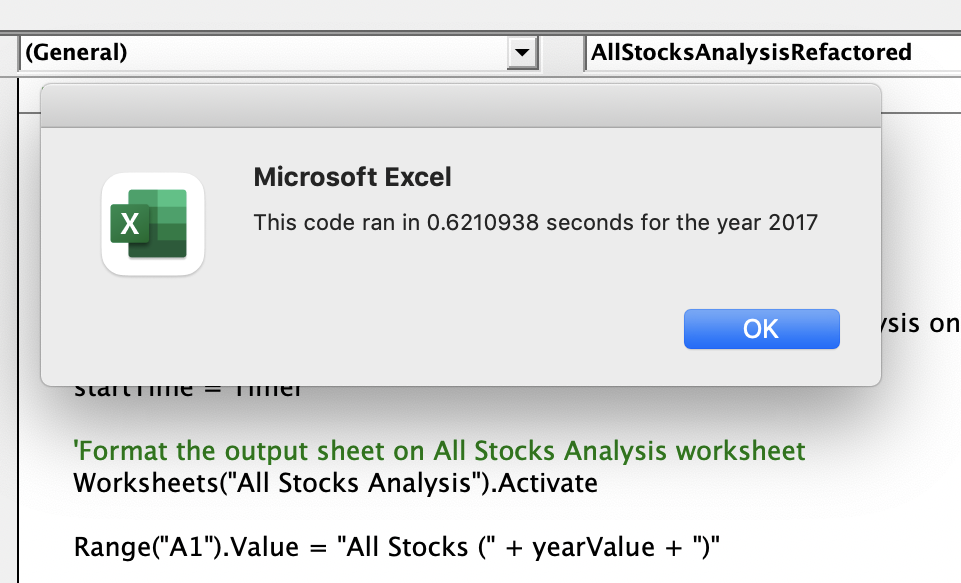 (General)
AllStocksAnalysisRefactored
Microsoft Excel
X
This code ran in 0.6210938 seconds for the year 2017
OK
ysis on
startTime = Timer
'Format the output sheet on All Stocks Analysis worksheet
Worksheets("All Stocks Analysis").Activate
Range("A1").Value = "All Stocks (" + yearValue + ")"